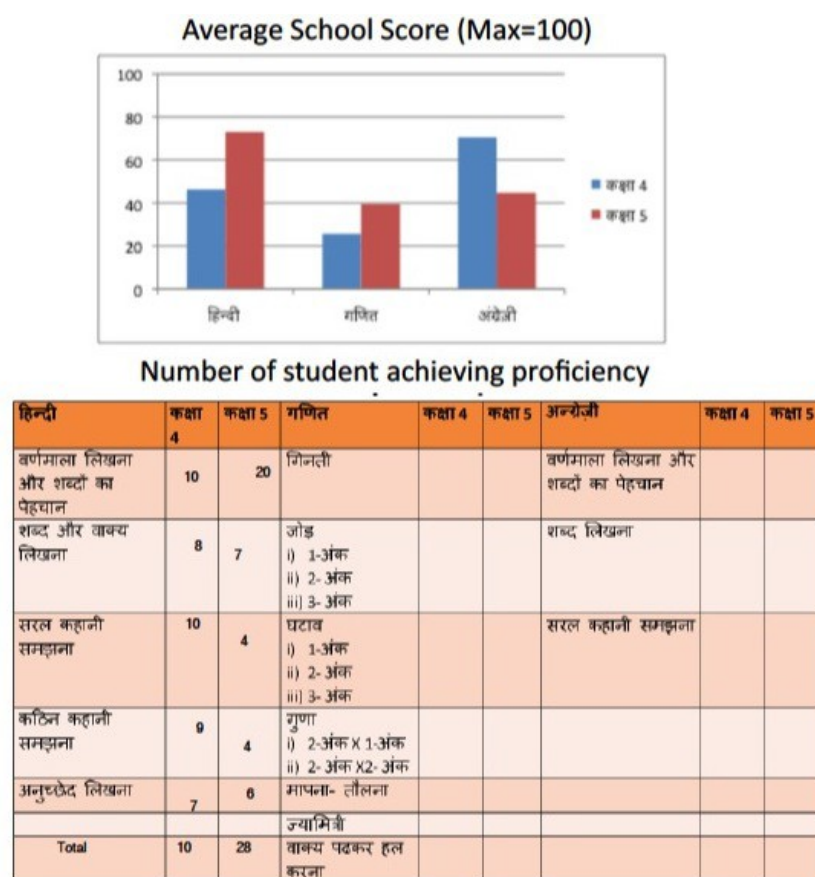 Average School Score (Max=100)
100
80
60
40
20
0
हिन्दी
गणित
अंग्रेज़ी
कक्षा 4
कक्षा 5
Number of student achieving proficiency
हिन्दी कक्षा 4 कक्षा 5 गणित कक्षा 4 कक्षा 5 अन्ग्रेज़ी कक्षा 4 कक्षा 5
वर्णमाला लिखना और शब्दों का पेहचान 10 20 गिनती वर्णमाला लिखना और शब्दों का पेहचान
शब्द और वाक्य लिखना 8 7 जोड़ शब्द लिखना
i) 1-अंक
ii) 2- अंक
iii] 3- अंक
सरल कहानी समझना 10 4 घटाव सरल कहानी समझना
i) 1-अंक
ii) 2- अंक
iii] 3- अंक
कठिन कहानी समझना 9 4 गुणा
i) 2-अंक X 1-अंक
ii) 2- अंक X2- अंक
अनुच्छेद लिखना 7 6 मापना- तौलना
ज्यामित्री
Total 10 28 वाक्य पढकर हल करना